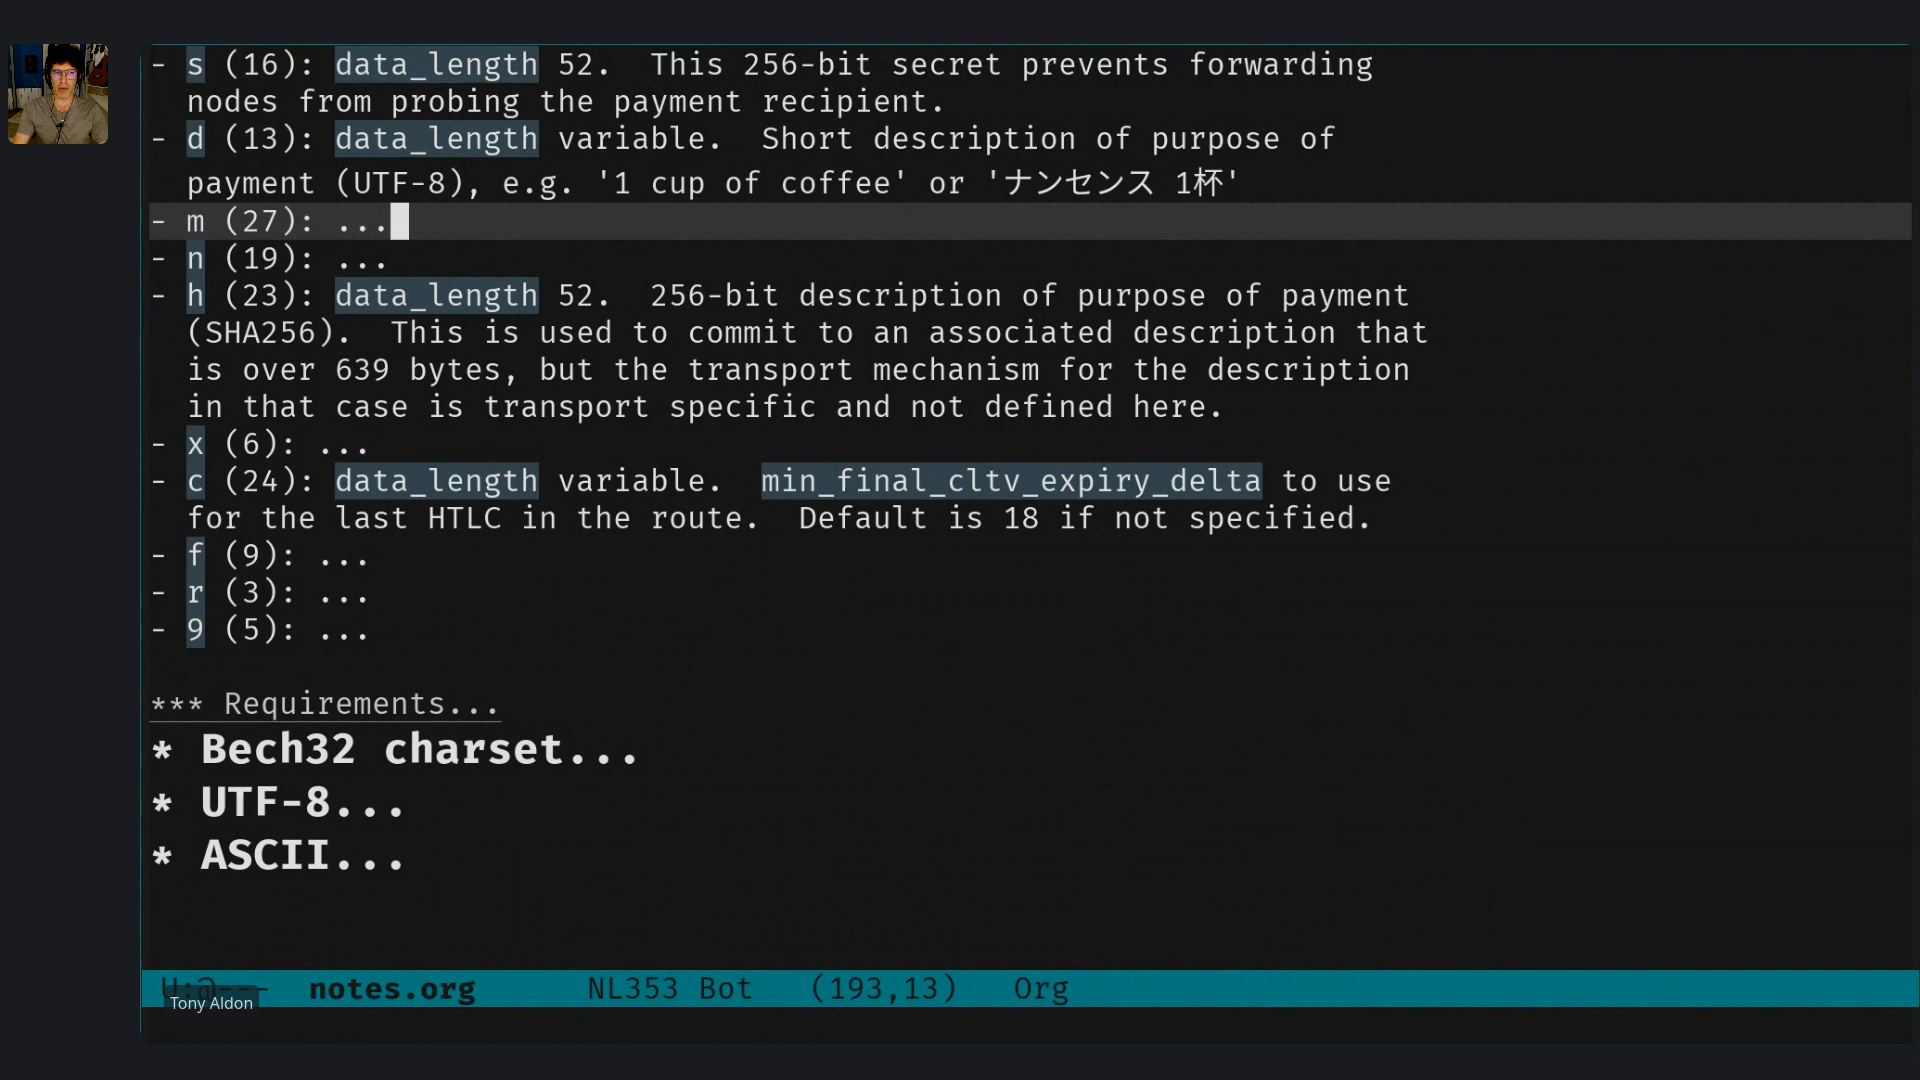 - s (16): data_length 52.  This 256-bit secret prevents forwarding
nodes from probing the payment recipient.
- d (13): data_length variable.  Short description of purpose of
payment (UTF-8), e.g. '1 cup of coffee' or 'ナンセンス 1杯'
- m (27): ...
- n (19): ...
- h (23): data_length 52.  256-bit description of purpose of payment
(SHA256).  This is used to commit to an associated description that
is over 639 bytes, but the transport mechanism for the description
in that case is transport specific and not defined here.
- x (6): ...
- c (24): data_length variable.  min_final_cltv_expiry_delta to use
for the last HTLC in the route.  Default is 18 if not specified.
- f (9): ...
- r (3): ...
- 9 (5): ...
*** Requirements...
* Bech32 charset...
* UTF-8...
* ASCII...
U:@--- notes.org NL353 Bot (193,13) Org
Tony Aldon